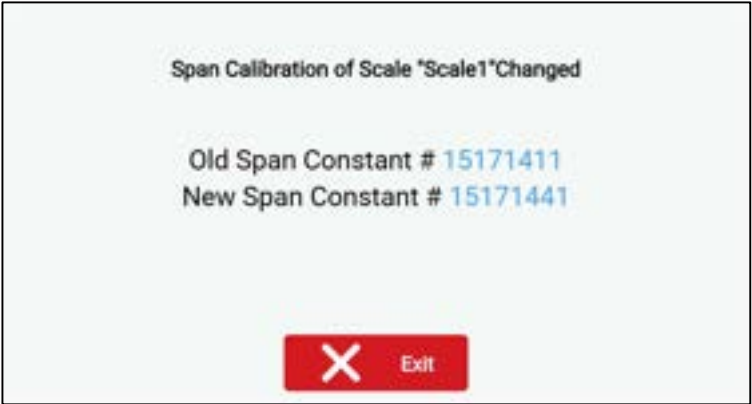 Span Calibration of Scale "Scale1"Changed
Old Span Constant # 15171411
New Span Constant # 15171441
Exit